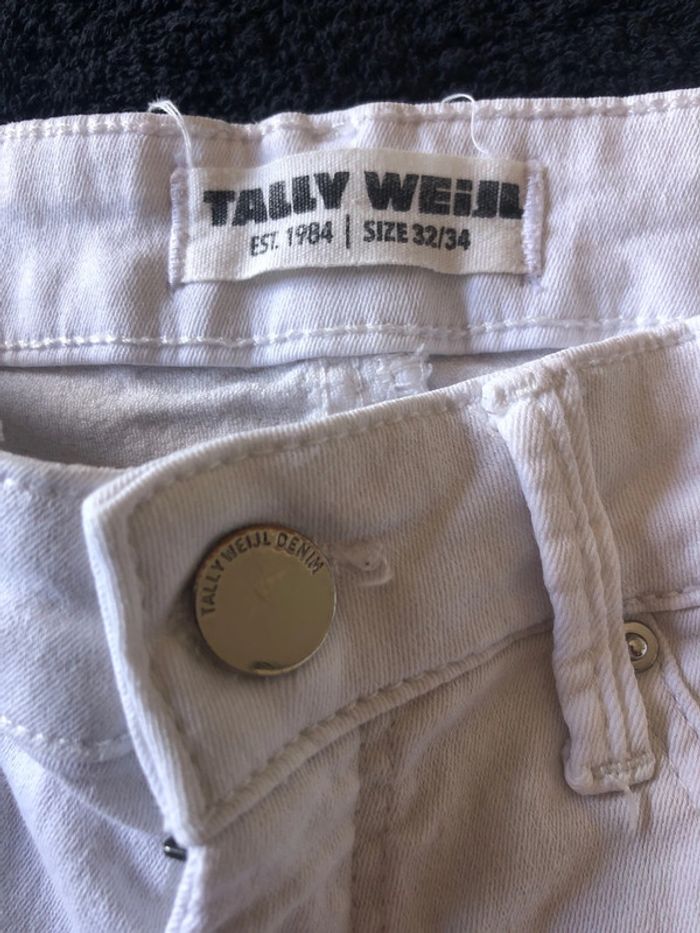 TALLY WEiJL
EST. 1984 | SIZE 32/34
TALLY WEIJL DENIM